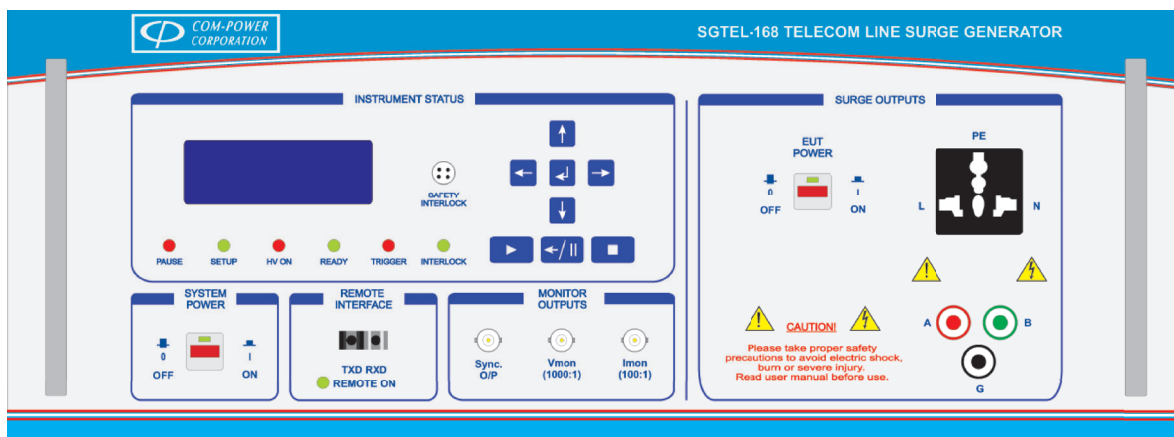 COM-POWER
CORPORATION
SGTEL-168 TELECOM LINE SURGE GENERATOR
INSTRUMENT STATUS
SAFETY
INTERLOCK
PAUSE SETUP HV ON READY TRIGGER INTERLOCK
←/II
SYSTEM
POWER
0 I
OFF ON
REMOTE
INTERFACE
TXD RXD
REMOTE ON
MONITOR
OUTPUTS
Sync.
O/P
Vmon
(1000:1)
Imon
(100:1)
SURGE OUTPUTS
EUT
POWER
0 I
OFF ON
PE
L N
CAUTION!
Please take proper safety
precautions to avoid electric shock,
burn or severe injury.
Read user manual before use.
A B
G